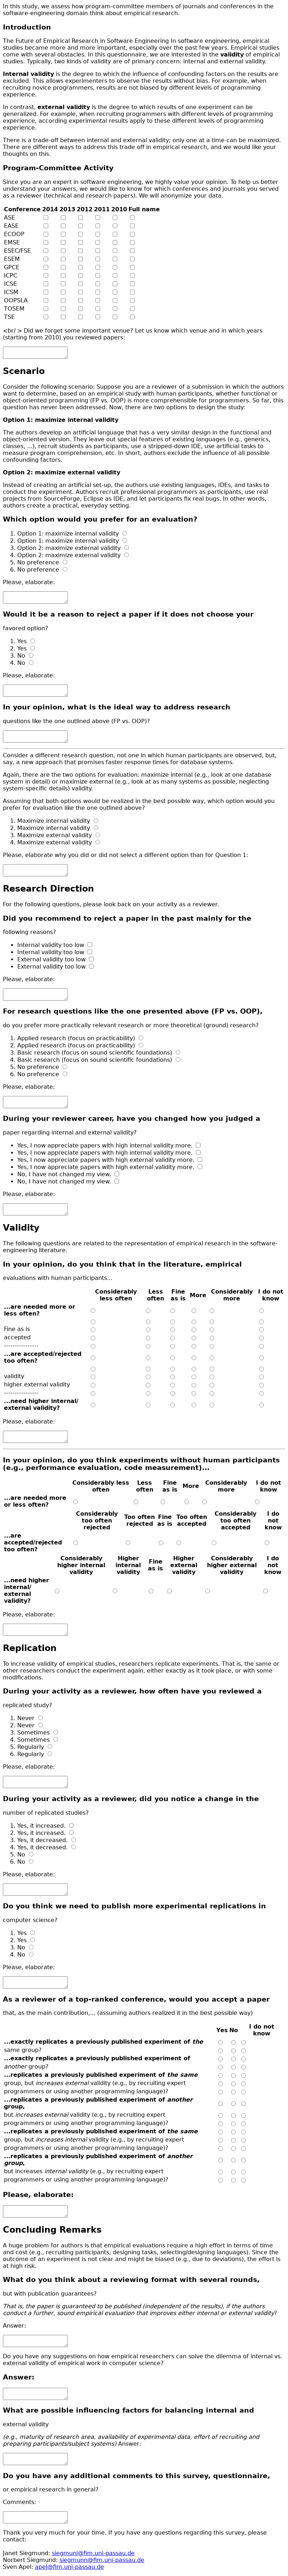 In this study, we assess how program-committee members of journals and conferences in the
software-engineering domain think about empirical research.
Introduction
The Future of Empirical Research in Software Engineering In software engineering, empirical
studies became more and more important, especially over the past few years. Empirical studies
come with several obstacles. In this questionnaire, we are interested in the validity of empirical
studies. Typically, two kinds of validity are of primary concern: internal and external validity.
Internal validity is the degree to which the influence of confounding factors on the results are
excluded. This allows experimenters to observe the results without bias. For example, when
recruiting only novice programmers, results are not biased by different levels of programming
experience.
In contrast, external validity is the degree to which results of one experiment can be
generalized. For example, when recruiting programmers with different levels of programming
experience, according experimental results apply to these different levels of programming
experience.
There is a trade-off between internal and external validity; only one at a time can be maximized.
There are different ways to address this trade off in empirical research, and we would like your
thoughts on this.
Program-Committee Activity
Since you are an expert in software engineering, we highly value your opinion. To help us better
understand your answers, we would like to know for which conferences and journals you served
as a reviewer (technical and research papers). We will anonymize your data.
Conference 2014 2013 2012 2011 2010 Full name
ASE
EASE
ECOOP
EMSE
ESEC/FSE
ESEM
GPCE
ICPC
ICSE
ICSM
OOPSLA
TOSEM
TSE
<br/ > Did we forget some important venue? Let us know which venue and in which years
(starting from 2010) you reviewed papers:
Scenario
Consider the following scenario: Suppose you are a reviewer of a submission in which the authors
want to determine, based on an empirical study with human participants, whether functional or
object-oriented programming (FP vs. OOP) is more comprehensible for programmers. So far, this
question has never been addressed. Now, there are two options to design the study:
Option 1: maximize internal validity
The authors develop an artificial language that has a very similar design in the functional and
object-oriented version. They leave out special features of existing languages (e.g., generics,
classes, ...), recruit students as participants, use a stripped-down IDE, use artificial tasks to
measure program comprehension, etc. In short, authors exclude the influence of all possible
confounding factors.
Option 2: maximize external validity
Instead of creating an artificial set-up, the authors use existing languages, IDEs, and tasks to
conduct the experiment. Authors recruit professional programmers as participants, use real
projects from SourceForge, Eclipse as IDE, and let participants fix real bugs. In other words,
authors create a practical, everyday setting.
Which option would you prefer for an evaluation?
1. Option 1: maximize internal validity
2. Option 1: maximize internal validity
3. Option 2: maximize external validity
4. Option 2: maximize external validity
5. No preference
6. No preference
Please, elaborate:
Would it be a reason to reject a paper if it does not choose your
favored option?
1. Yes
2. Yes
3. No
4. No
Please, elaborate:
In your opinion, what is the ideal way to address research
questions like the one outlined above (FP vs. OOP)?
Consider a different research question, not one in which human participants are observed, but,
say, a new approach that promises faster response times for database systems.
Again, there are the two options for evaluation: maximize internal (e.g., look at one database
system in detail) or maximize external (e.g., look at as many systems as possible, neglecting
system-specific details) validity.
Assuming that both options would be realized in the best possible way, which option would you
prefer for evaluation like the one outlined above?
1. Maximize internal validity
2. Maximize internal validity
3. Maximize external validity
4. Maximize external validity
Please, elaborate why you did or did not select a different option than for Question 1:
Research Direction
For the following questions, please look back on your activity as a reviewer.
Did you recommend to reject a paper in the past mainly for the
following reasons?
• Internal validity too low
• Internal validity too low
• External validity too low
• External validity too low
Please, elaborate:
For research questions like the one presented above (FP vs. OOP),
do you prefer more practically relevant research or more theoretical (ground) research?
1. Applied research (focus on practicability)
2. Applied research (focus on practicability)
3. Basic research (focus on sound scientific foundations)
4. Basic research (focus on sound scientific foundations)
5. No preference
6. No preference
Please, elaborate:
During your reviewer career, have you changed how you judged a
paper regarding internal and external validity?
• Yes, I now appreciate papers with high internal validity more.
• Yes, I now appreciate papers with high internal validity more.
• Yes, I now appreciate papers with high external validity more.
• Yes, I now appreciate papers with high external validity more.
• No, I have not changed my view.
• No, I have not changed my view.
Please, elaborate:
Validity
The following questions are related to the representation of empirical research in the software-
engineering literature.
In your opinion, do you think that in the literature, empirical
evaluations with human participants...
Considerably less often Less often Fine as is More Considerably more I do not know
...are needed more or less often?
Fine as is
accepted
----------------
...are accepted/rejected too often?
validity
higher external validity
----------------
...need higher internal/ external validity?
Please, elaborate:
In your opinion, do you think experiments without human participants
(e.g., performance evaluation, code measurement)...
Considerably less often Less often Fine as is More Considerably more I do not know
...are needed more or less often?
Considerably too often rejected Too often rejected Fine as is Too often accepted Considerably too often accepted I do not know
...are accepted/rejected too often?
Considerably higher internal validity Higher internal validity Fine as is Higher external validity Considerably higher external validity I do not know
...need higher internal/ external validity?
Please, elaborate:
Replication
To increase validity of empirical studies, researchers replicate experiments. That is, the same or
other researchers conduct the experiment again, either exactly as it took place, or with some
modifications.
During your activity as a reviewer, how often have you reviewed a
replicated study?
1. Never
2. Never
3. Sometimes
4. Sometimes
5. Regularly
6. Regularly
Please, elaborate:
During your activity as a reviewer, did you notice a change in the
number of replicated studies?
1. Yes, it increased.
2. Yes, it increased.
3. Yes, it decreased.
4. Yes, it decreased.
5. No
6. No
Please, elaborate:
Do you think we need to publish more experimental replications in
computer science?
1. Yes
2. Yes
3. No
4. No
Please, elaborate:
As a reviewer of a top-ranked conference, would you accept a paper
that, as the main contribution,... (assuming authors realized it in the best possible way)
Yes No I do not know
...exactly replicates a previously published experiment of the
same group?
...exactly replicates a previously published experiment of
another group?
...replicates a previously published experiment of the same
group, but increases external validity (e.g., by recruiting expert
programmers or using another programming language)?
...replicates a previously published experiment of another
group,
but increases external validity (e.g., by recruiting expert
programmers or using another programming language)?
...replicates a previously published experiment of the same
group, but increases internal validity (e.g., by recruiting expert
programmers or using another programming language)?
...replicates a previously published experiment of another
group,
but increases internal validity (e.g., by recruiting expert
programmers or using another programming language)?
Please, elaborate:
Concluding Remarks
A huge problem for authors is that empirical evaluations require a high effort in terms of time
and cost (e.g., recruiting participants, designing tasks, selecting/designing languages). Since the
outcome of an experiment is not clear and might be biased (e.g., due to deviations), the effort is
at high risk.
What do you think about a reviewing format with several rounds,
but with publication guarantees?
That is, the paper is guaranteed to be published (independent of the results), if the authors
conduct a further, sound empirical evaluation that improves either internal or external validity?
Answer:
Do you have any suggestions on how empirical researchers can solve the dilemma of internal vs.
external validity of empirical work in computer science?
Answer:
What are possible influencing factors for balancing internal and
external validity
(e.g., maturity of research area, availability of experimental data, effort of recruiting and
preparing participants/subject systems) Answer:
Do you have any additional comments to this survey, questionnaire,
or empirical research in general?
Comments:
Thank you very much for your time. If you have any questions regarding this survey, please
contact:
Janet Siegmund: siegmunj@fim.uni-passau.de
Norbert Siegmund: siegmunn@fim.uni-passau.de
Sven Apel: apel@fim.uni-passau.de